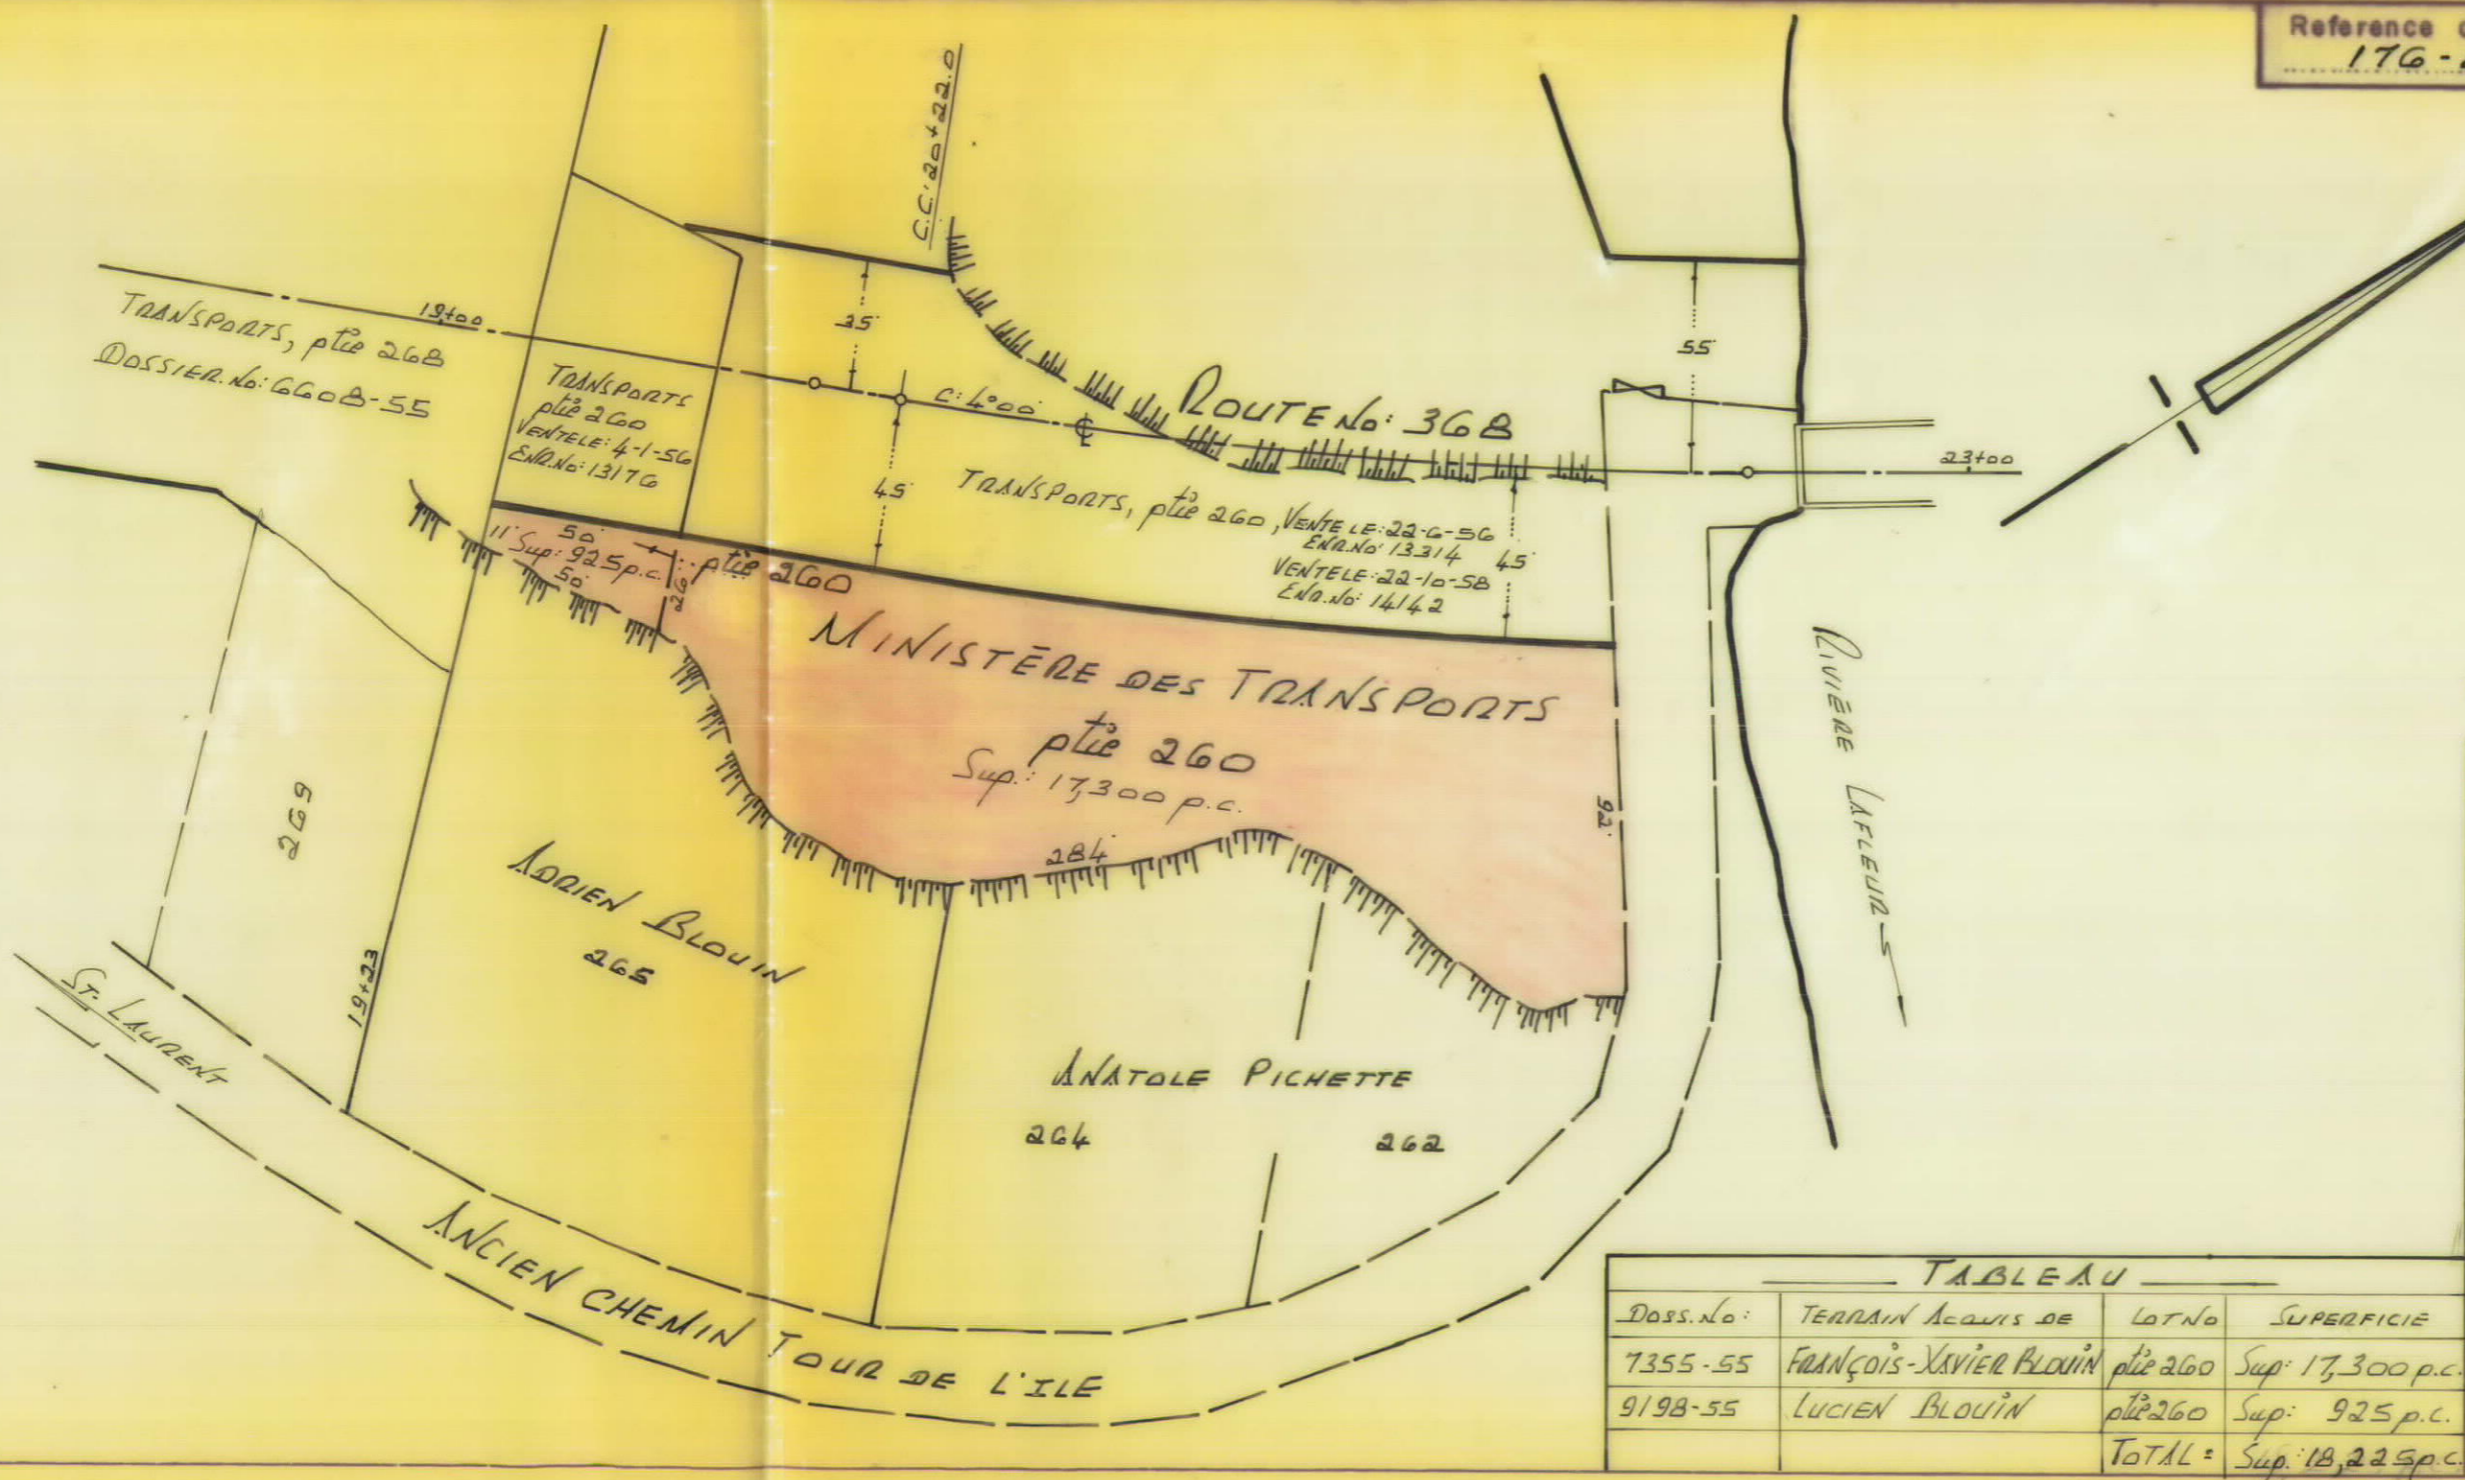 Reference
176-
C.C: 20+22.0
19+00
TRANSPORTS, ptie 268
DOSSIER. No: 6608-55
TRANSPORTS
ptie 260
VENTE LE: 4-1-56
ENR. No: 13176
35'
C: 4°00'
℄
ROUTE No: 368
55'
23+00
45'
TRANSPORTS, ptie 260, VENTE LE: 22-6-56
ENR. No: 13314
VENTE LE: 22-10-58
ENR. No: 14142
45'
11'
50'
Sup: 925 p.c.
50'
26'
ptie 260
MINISTÈRE DES TRANSPORTS
ptie 260
Sup.: 17,300 p.c.
284'
92'
RIVIÈRE LAFLEUR
269
19+23
ADRIEN BLOUIN
265
ST. LAURENT
ANATOLE PICHETTE
264
262
ANCIEN CHEMIN TOUR DE L'ILE
TABLEAU
DOSS. No: TERRAIN ACQUIS DE LOT No SUPERFICIE
7355-55 FRANÇOIS-XAVIER BLOUIN ptie 260 Sup: 17,300 p.c.
9198-55 LUCIEN BLOUIN ptie 260 Sup: 925 p.c.
TOTAL = Sup.: 18,225 p.c.